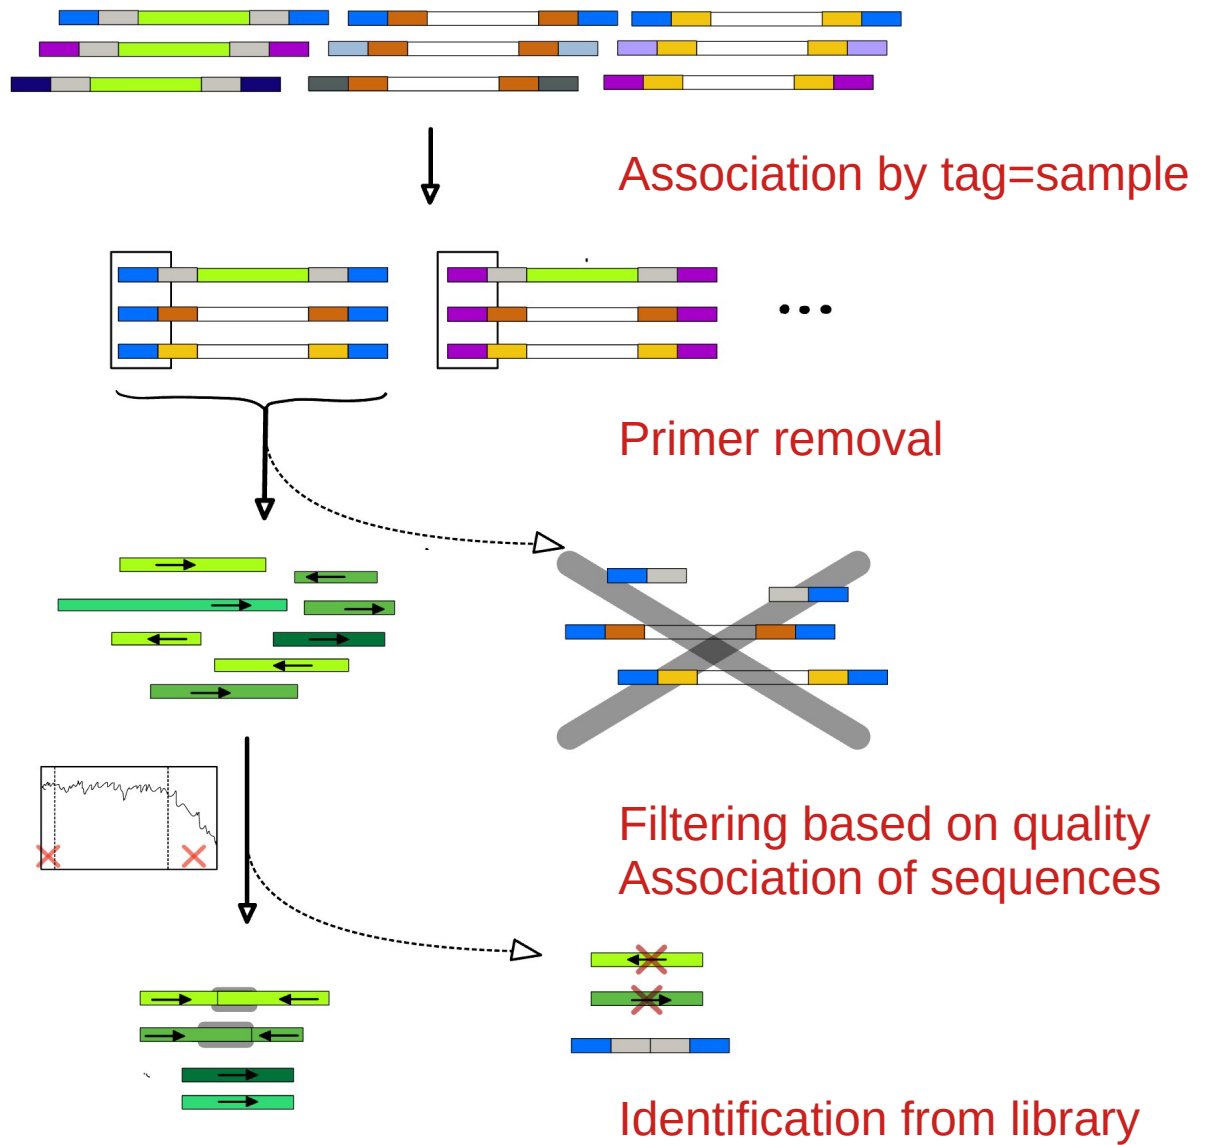 Association by tag=sample
Primer removal
Filtering based on quality
Association of sequences
Identification from library